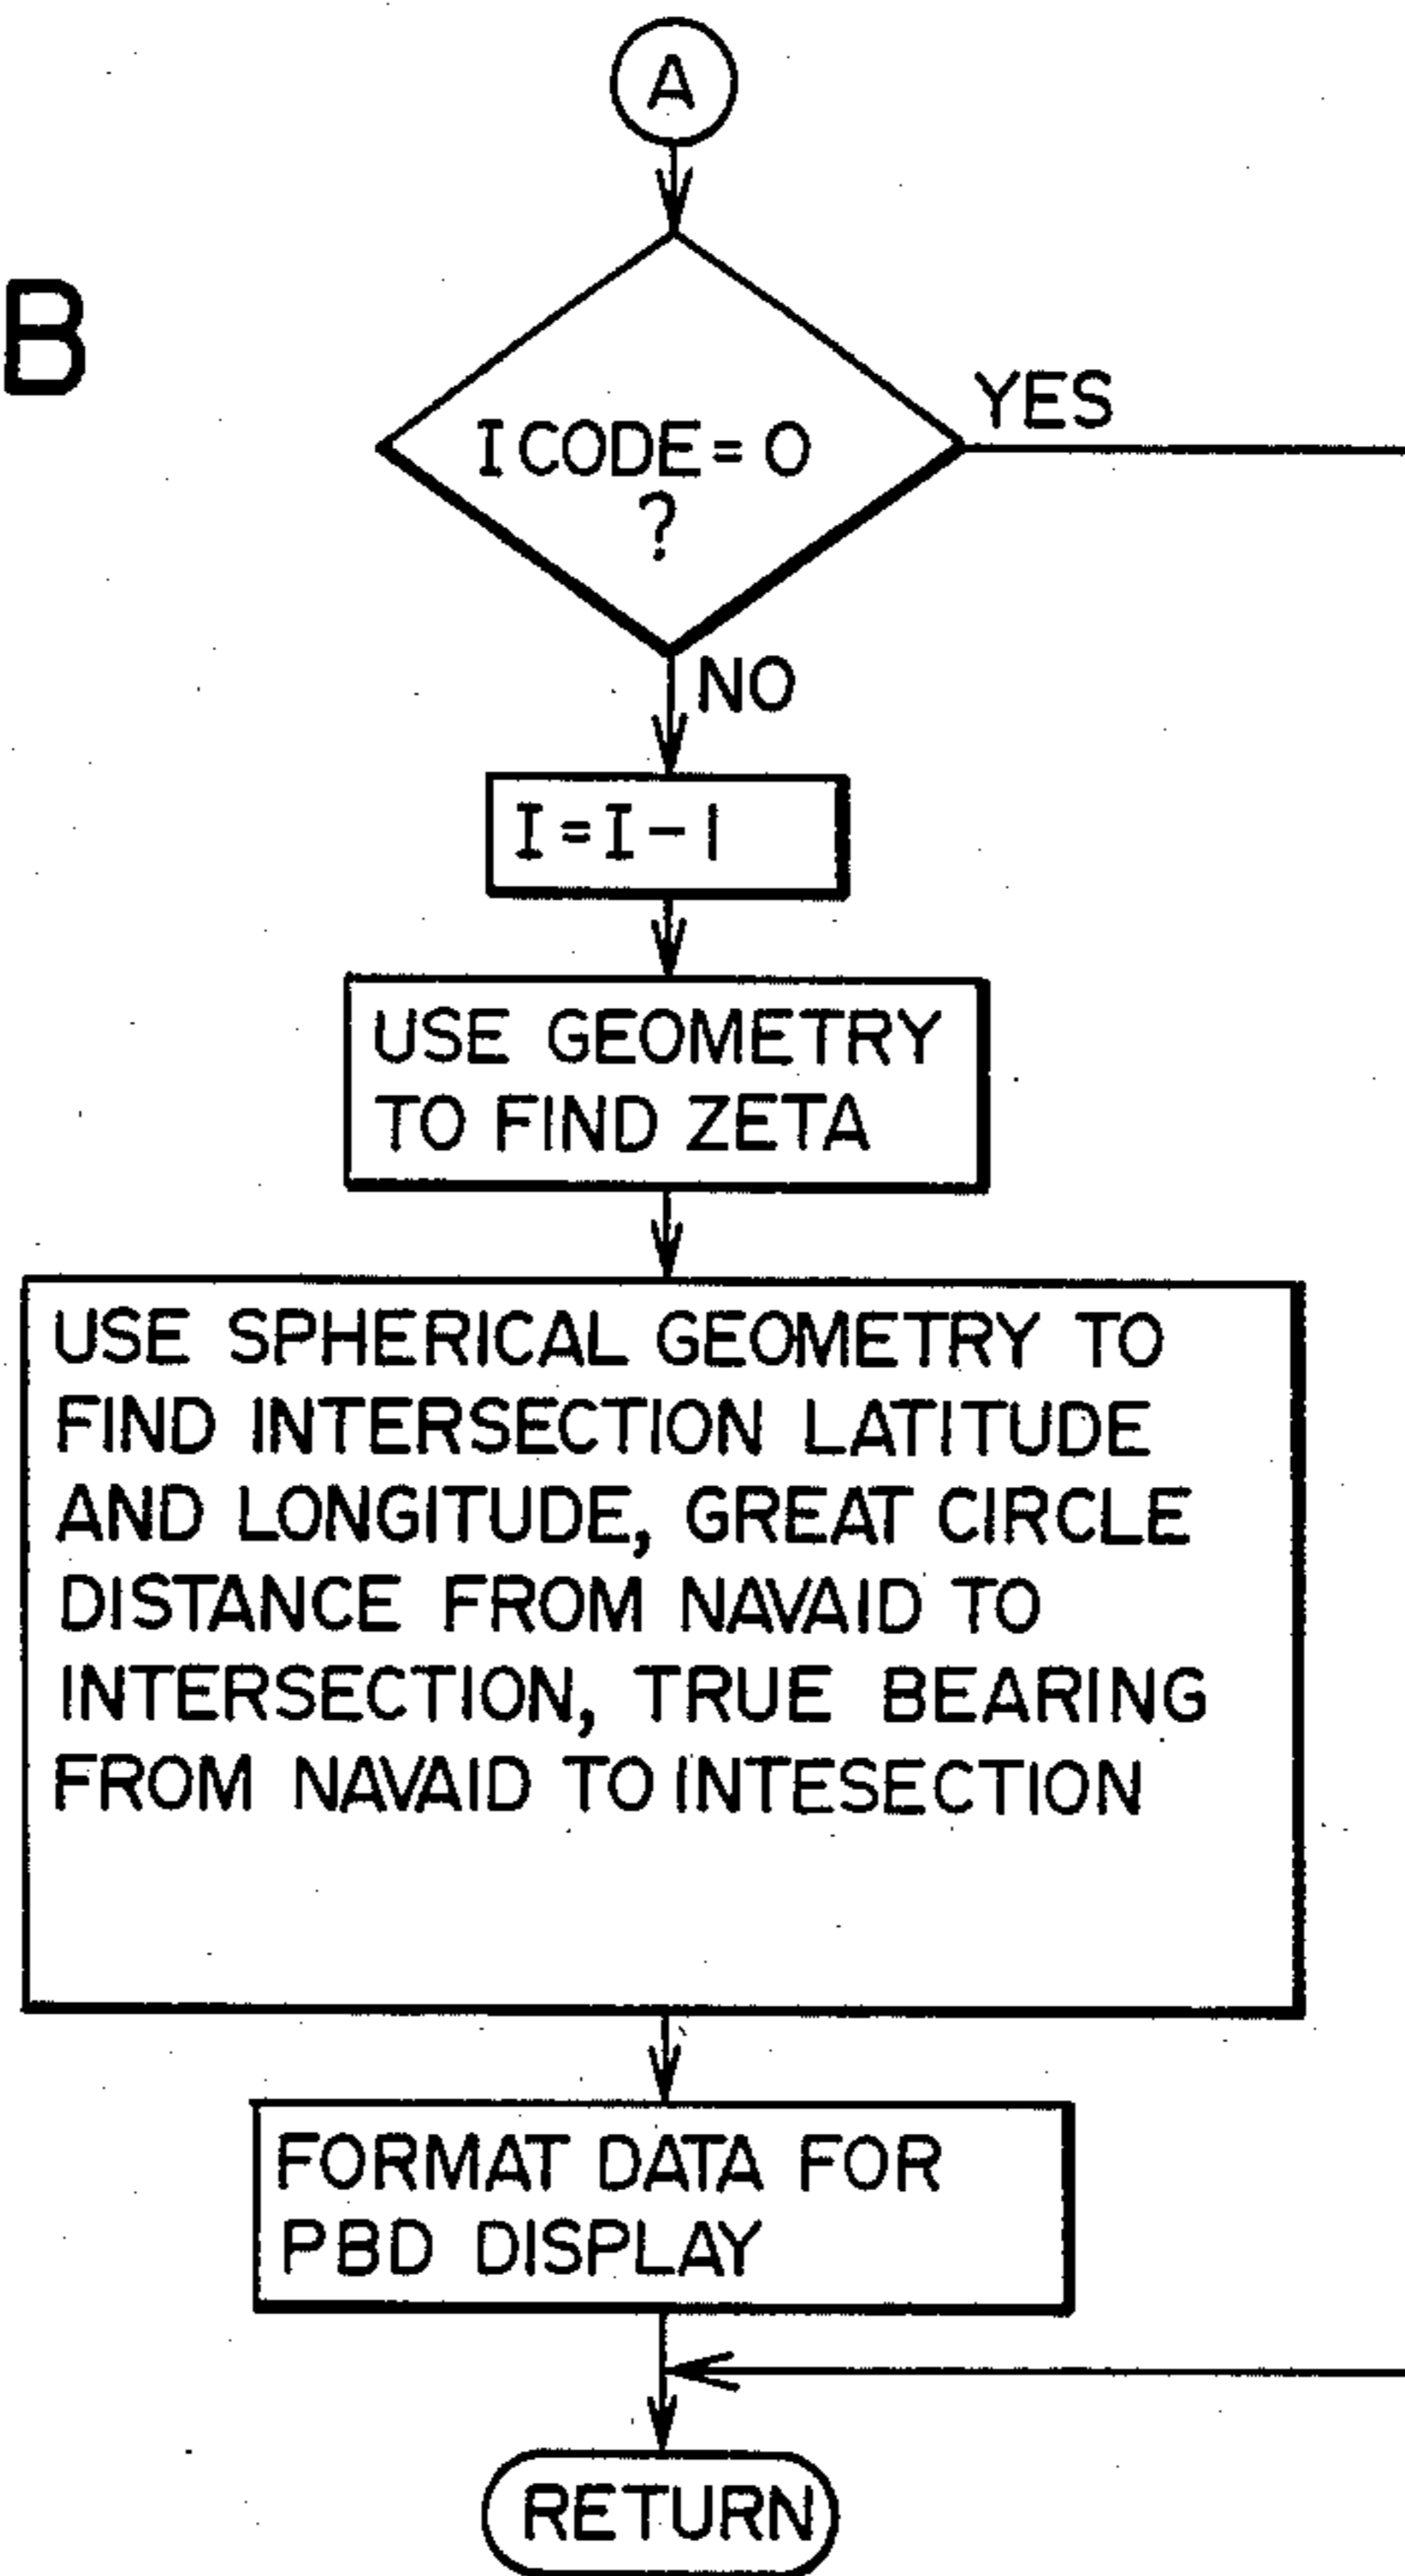 A
B
ICODE=0
?
YES
NO
I=I-1
USE GEOMETRY
TO FIND ZETA
USE SPHERICAL GEOMETRY TO
FIND INTERSECTION LATITUDE
AND LONGITUDE, GREAT CIRCLE
DISTANCE FROM NAVAID TO
INTERSECTION, TRUE BEARING
FROM NAVAID TO INTESECTION
FORMAT DATA FOR
PBD DISPLAY
RETURN